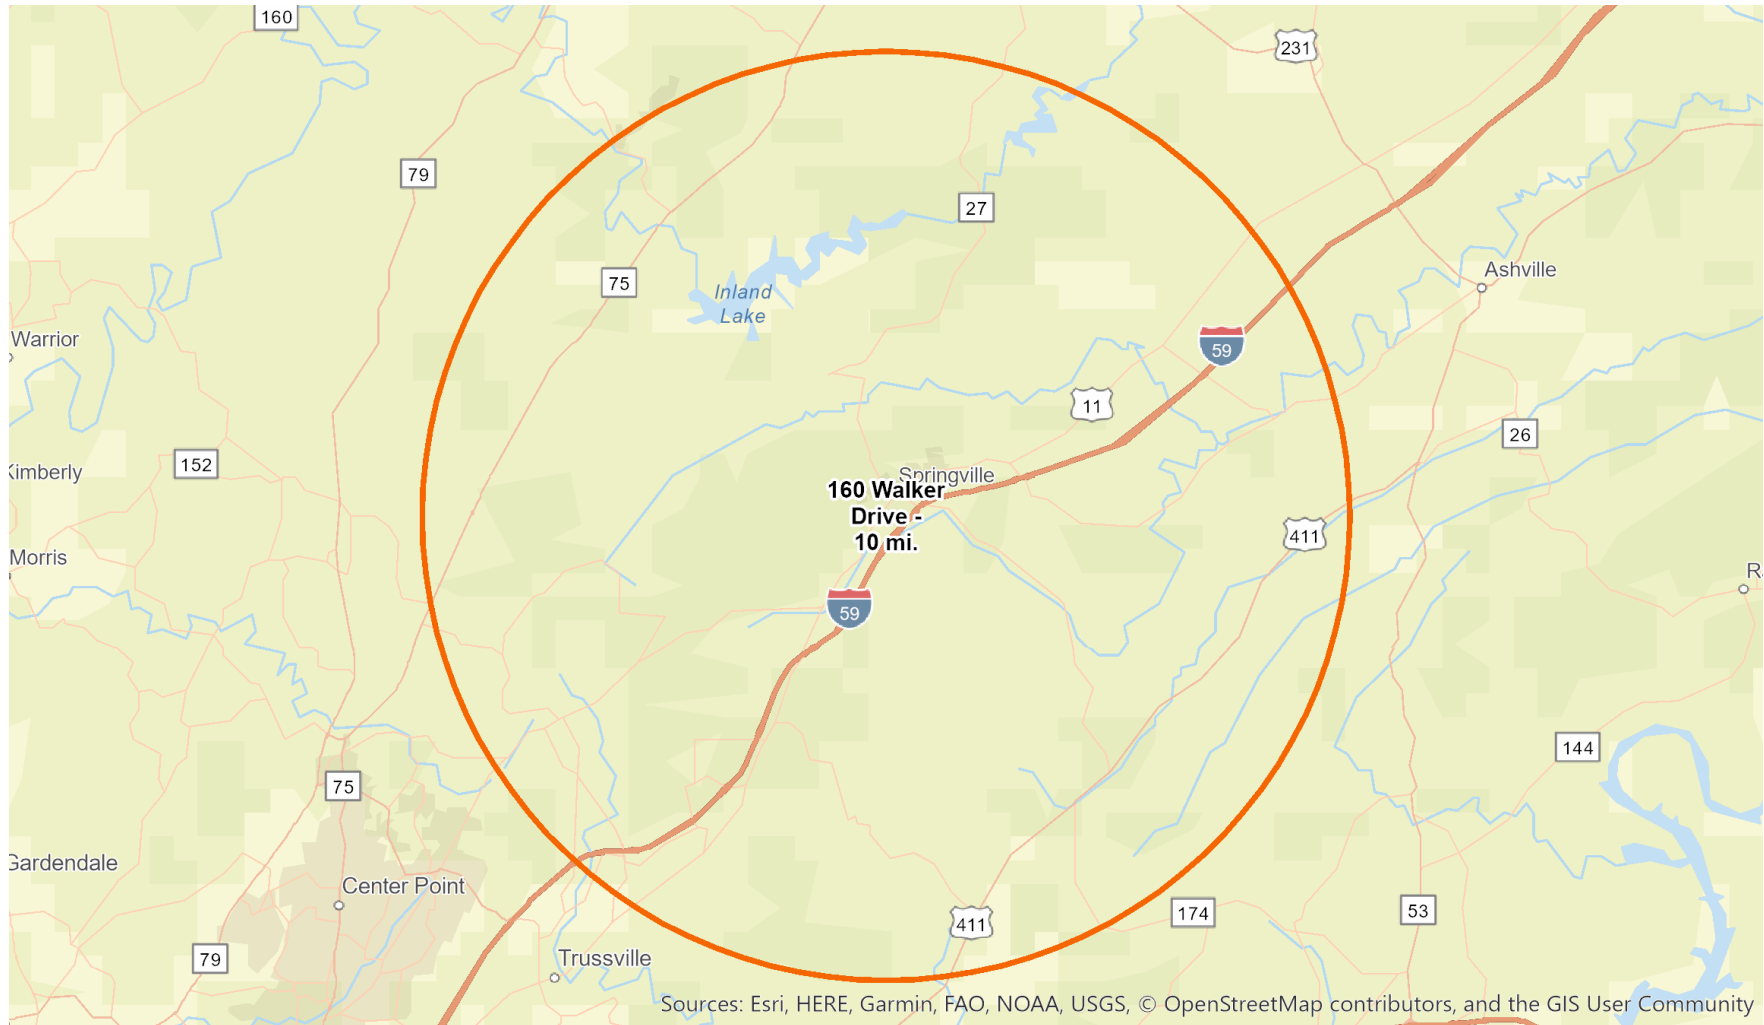 160
231
79
27
75
Inland
Lake
Ashville
59
Warrior
11
26
152
Kimberly
Springville
160 Walker
Drive -
10 mi.
411
Morris
59
144
75
Gardendale
Center Point
411
174
53
79
Trussville
Sources: Esri, HERE, Garmin, FAO, NOAA, USGS, © OpenStreetMap contributors, and the GIS User Community